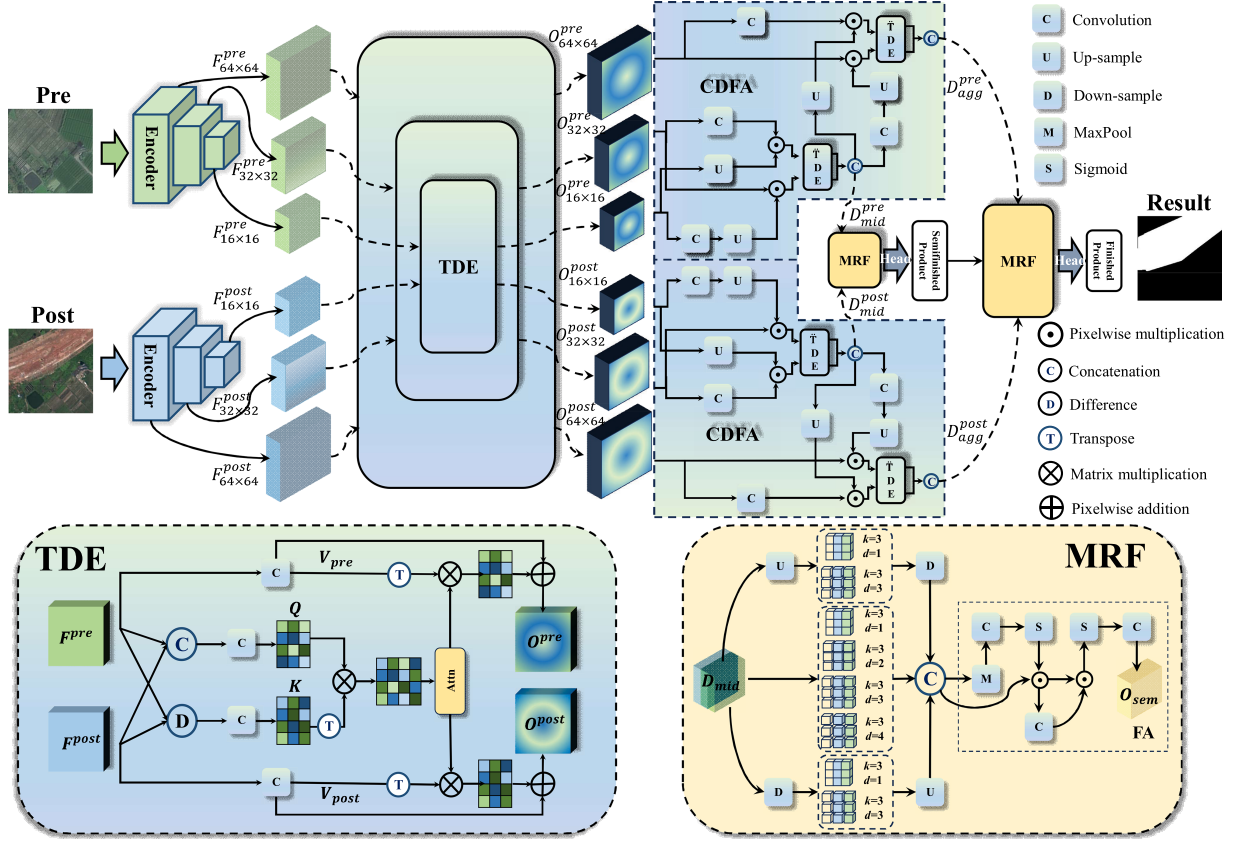 Pre
Encoder
F^{pre}_{64×64}
F^{pre}_{32×32}
F^{pre}_{16×16}
Post
Encoder
F^{post}_{16×16}
F^{post}_{32×32}
F^{post}_{64×64}
TDE
O^{pre}_{64×64}
O^{pre}_{32×32}
O^{pre}_{16×16}
O^{post}_{16×16}
O^{post}_{32×32}
O^{post}_{64×64}
CDFA
C
T̈DE
C
U
U
C
C
U
T̈DE
C
C
U
D^{pre}_{agg}
D^{pre}_{mid}
MRF
Head
Semifinished Product
MRF
Head
Finished Product
Result
D^{post}_{mid}
C
U
U
C
T̈DE
C
C
U
U
CDFA
T̈DE
C
C
D^{post}_{agg}
C Convolution
U Up-sample
D Down-sample
M MaxPool
S Sigmoid
Pixelwise multiplication
C Concatenation
D Difference
T Transpose
Matrix multiplication
Pixelwise addition
TDE
F^{pre}
F^{post}
C
V_{pre}
T
C
C
Q
D
C
K
T
Attn
C
V_{post}
T
O^{pre}
O^{post}
MRF
D_{mid}
U
k=3
d=1
k=3
d=3
D
k=3
d=1
k=3
d=2
k=3
d=3
k=3
d=4
D
k=3
d=1
k=3
d=3
U
C
M
C
S
C
S
C
O_{sem}
FA